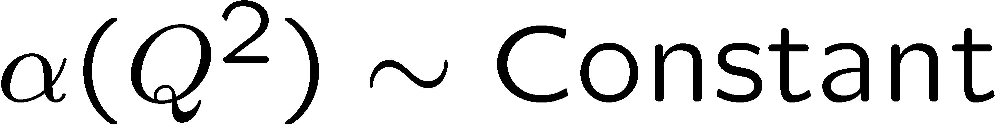 α(Q²) ~ Constant